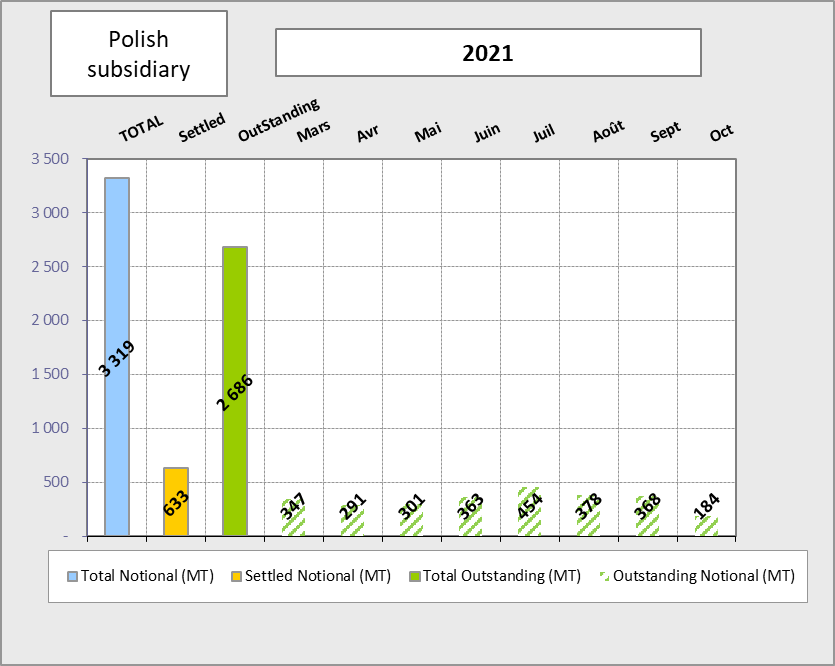 Polish
subsidiary
2021
TOTAL
Settled
OutStanding
Mars
Avr
Mai
Juin
Juil
Août
Sept
Oct
3 500
3 000
2 500
2 000
1 500
1 000
500
-
3 319
633
2 686
347
291
301
363
454
378
368
184
Total Notional (MT)
Settled Notional (MT)
Total Outstanding (MT)
Outstanding Notional (MT)